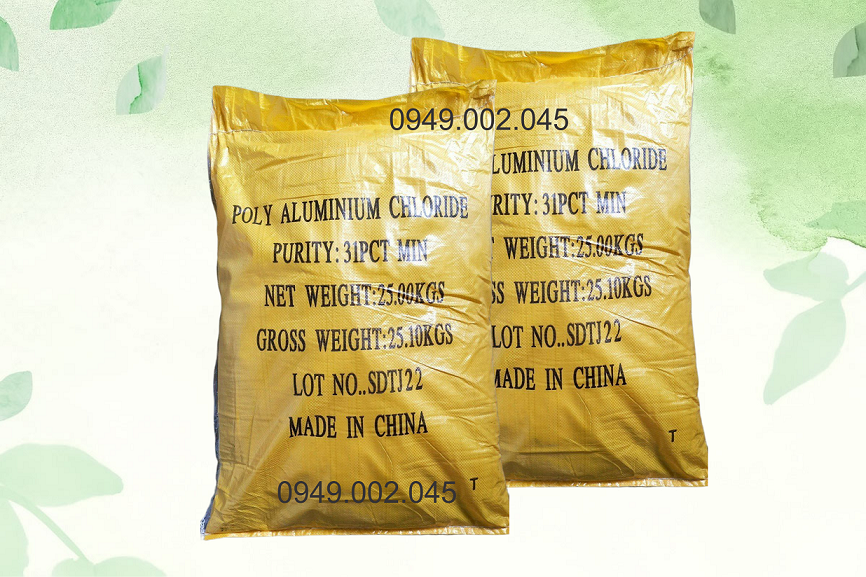 0949.002.045
POLY ALUMINIUM CHLORIDE
PURITY: 31PCT MIN
NET WEIGHT:25.00KGS
GROSS WEIGHT:25.10KGS
LOT NO..SDTJ22
MADE IN CHINA
0949.002.045
T
LUMINIUM CHLORIDE
RITY: 31PCT MIN
WEIGHT:25.00KGS
SS WEIGHT:25.10KGS
LOT NO..SDTJ22
MADE IN CHINA
T